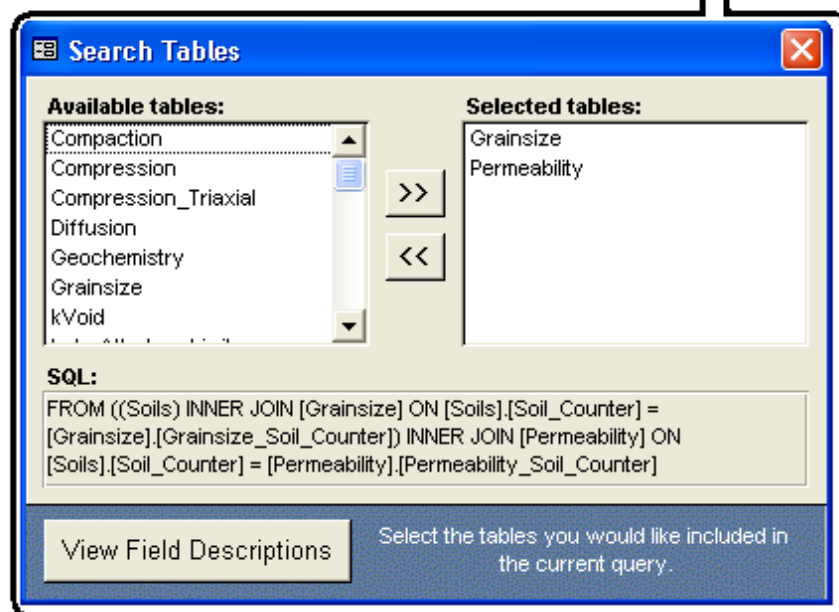 Search Tables
Available tables:
Selected tables:
Compaction
Compression
Compression_Triaxial
Diffusion
Geochemistry
Grainsize
kVoid
>>
<<
Grainsize
Permeability
SQL:
FROM ((Soils) INNER JOIN [Grainsize] ON [Soils].[Soil_Counter] =
[Grainsize].[Grainsize_Soil_Counter]) INNER JOIN [Permeability] ON
[Soils].[Soil_Counter] = [Permeability].[Permeability_Soil_Counter]
View Field Descriptions
Select the tables you would like included in
the current query.